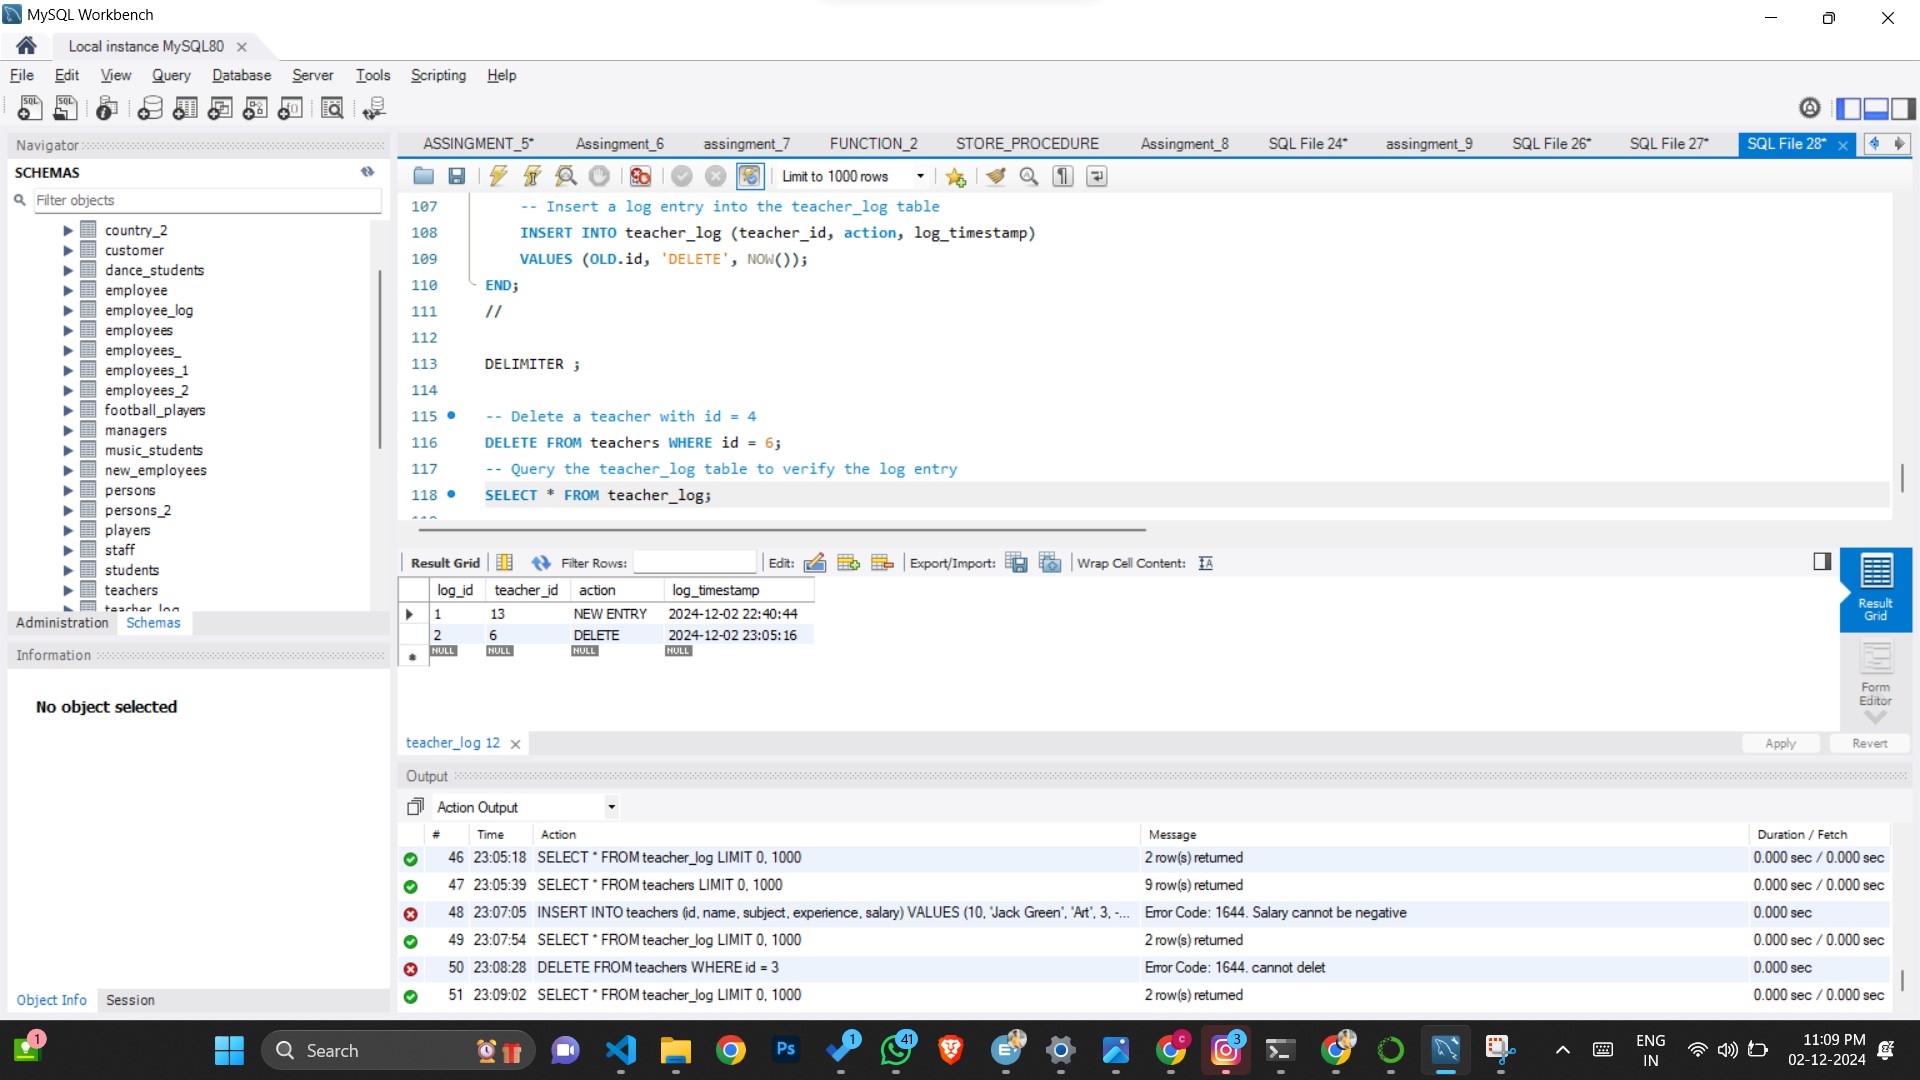 MySQL Workbench
Local instance MySQL80
File Edit View Query Database Server Tools Scripting Help
Navigator
SCHEMAS
Filter objects
country_2
customer
dance_students
employee
employee_log
employees
employees_
employees_1
employees_2
football_players
managers
music_students
new_employees
persons
persons_2
players
staff
students
teachers
teacher_log
Administration Schemas
Information
No object selected
Object Info Session
ASSINGMENT_5* Assingment_6 assingment_7 FUNCTION_2 STORE_PROCEDURE Assingment_8 SQL File 24* assingment_9 SQL File 26* SQL File 27* SQL File 28*
Limit to 1000 rows
107 -- Insert a log entry into the teacher_log table
108 INSERT INTO teacher_log (teacher_id, action, log_timestamp)
109 VALUES (OLD.id, 'DELETE', NOW());
110 END;
111 //
112
113 DELIMITER ;
114
115 -- Delete a teacher with id = 4
116 DELETE FROM teachers WHERE id = 6;
117 -- Query the teacher_log table to verify the log entry
118 SELECT * FROM teacher_log;
Result Grid Filter Rows: Edit: Export/Import: Wrap Cell Content:
log_id teacher_id action log_timestamp
1 13 NEW ENTRY 2024-12-02 22:40:44
2 6 DELETE 2024-12-02 23:05:16
NULL NULL NULL NULL
Result
Grid
Form
Editor
teacher_log 12
Apply Revert
Output
Action Output
# Time Action Message Duration / Fetch
46 23:05:18 SELECT * FROM teacher_log LIMIT 0, 1000 2 row(s) returned 0.000 sec / 0.000 sec
47 23:05:39 SELECT * FROM teachers LIMIT 0, 1000 9 row(s) returned 0.000 sec / 0.000 sec
48 23:07:05 INSERT INTO teachers (id, name, subject, experience, salary) VALUES (10, 'Jack Green', 'Art', 3, -... Error Code: 1644. Salary cannot be negative 0.000 sec
49 23:07:54 SELECT * FROM teacher_log LIMIT 0, 1000 2 row(s) returned 0.000 sec / 0.000 sec
50 23:08:28 DELETE FROM teachers WHERE id = 3 Error Code: 1644. cannot delet 0.000 sec
51 23:09:02 SELECT * FROM teacher_log LIMIT 0, 1000 2 row(s) returned 0.000 sec / 0.000 sec
1
Search
Ps
1
41
C
3
ENG
IN
11:09 PM
02-12-2024